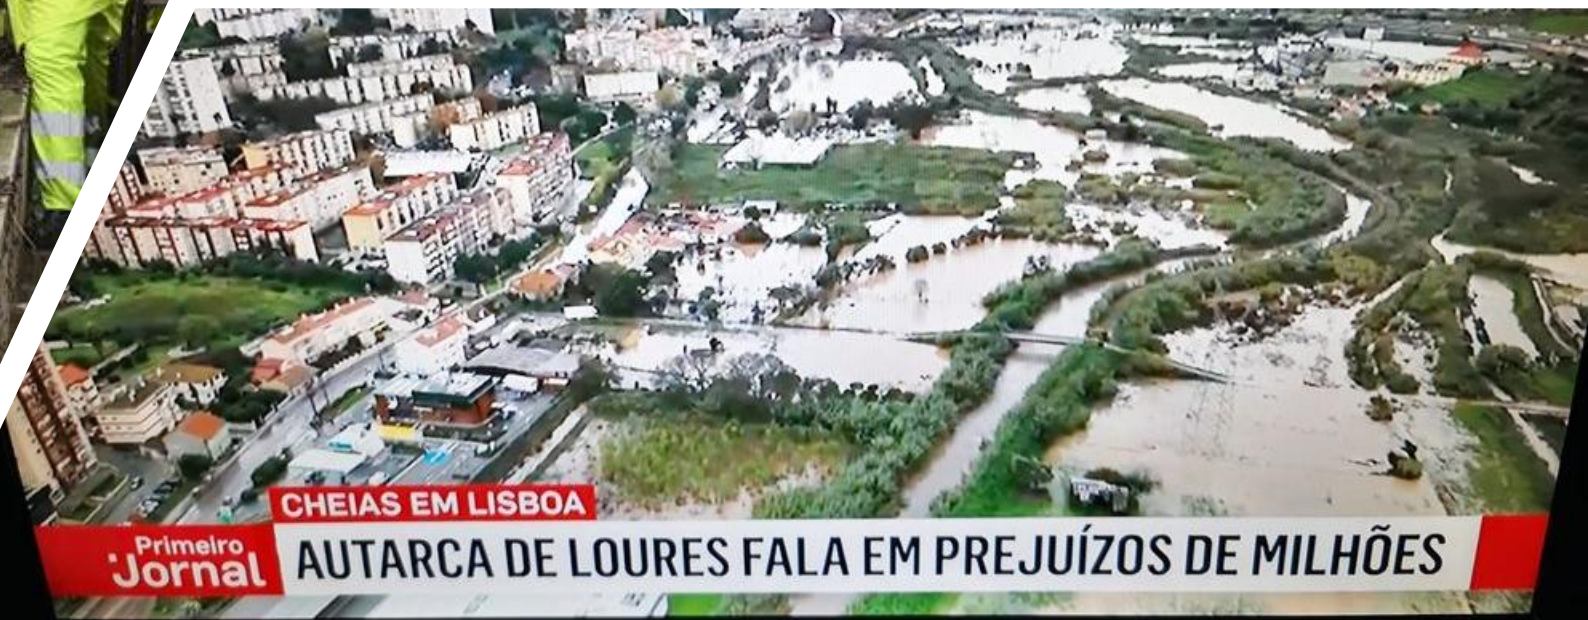 CHEIAS EM LISBOA
Primeiro
Jornal
AUTARCA DE LOURES FALA EM PREJUÍZOS DE MILHÕES